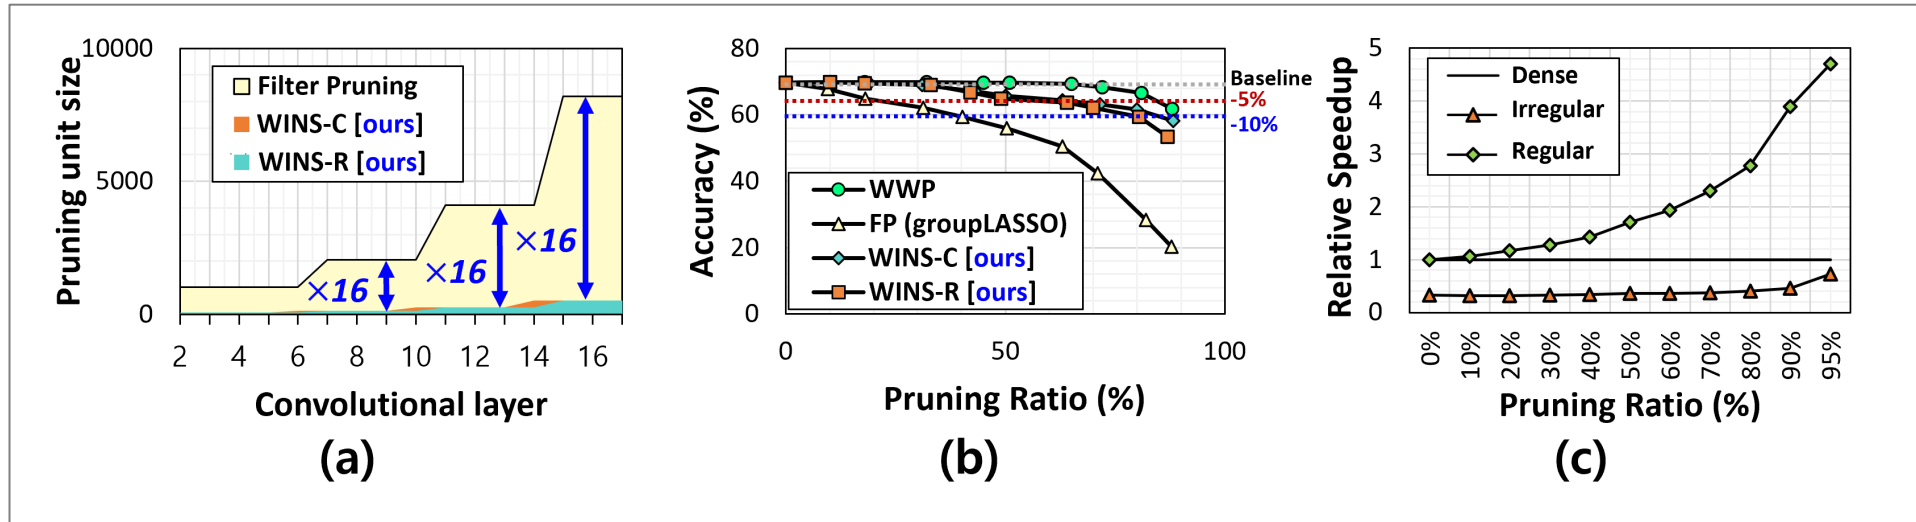 Pruning unit size
10000
5000
0
Filter Pruning
WINS-C [ours]
WINS-R [ours]
×16
×16
×16
2 4 6 8 10 12 14 16
Convolutional layer
(a)
Accuracy (%)
80
60
40
20
0
Baseline
-5%
-10%
WWP
FP (groupLASSO)
WINS-C [ours]
WINS-R [ours]
0 50 100
Pruning Ratio (%)
(b)
Relative Speedup
5
4
3
2
1
0
Dense
Irregular
Regular
0% 10% 20% 30% 40% 50% 60% 70% 80% 90% 95%
Pruning Ratio (%)
(c)